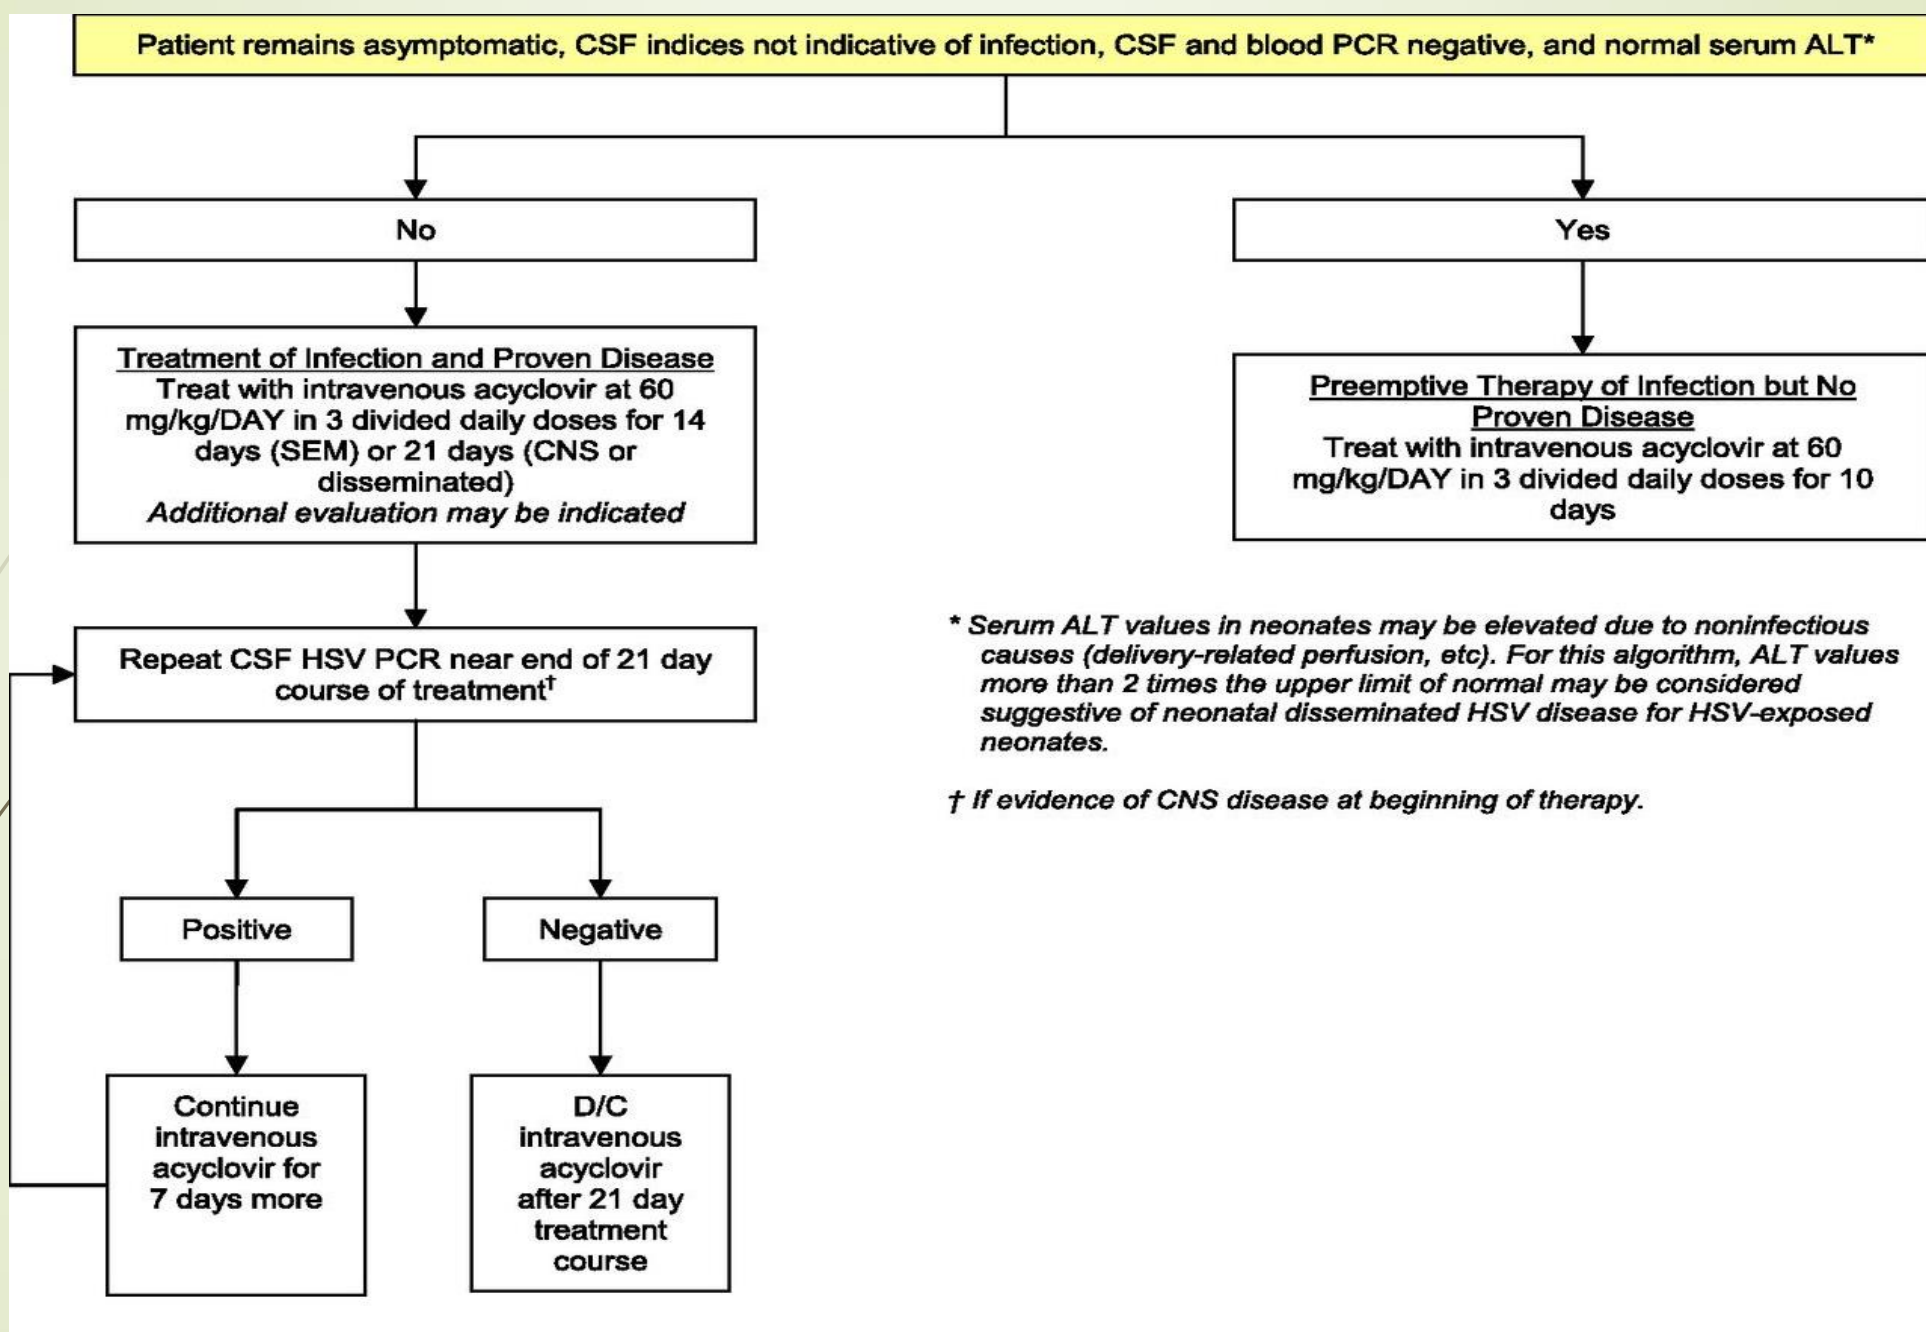 Patient remains asymptomatic, CSF indices not indicative of infection, CSF and blood PCR negative, and normal serum ALT*
No
Yes
Treatment of Infection and Proven Disease
Treat with intravenous acyclovir at 60
mg/kg/DAY in 3 divided daily doses for 14
days (SEM) or 21 days (CNS or
disseminated)
Additional evaluation may be indicated
Preemptive Therapy of Infection but No
Proven Disease
Treat with intravenous acyclovir at 60
mg/kg/DAY in 3 divided daily doses for 10
days
Repeat CSF HSV PCR near end of 21 day
course of treatment†
* Serum ALT values in neonates may be elevated due to noninfectious
causes (delivery-related perfusion, etc). For this algorithm, ALT values
more than 2 times the upper limit of normal may be considered
suggestive of neonatal disseminated HSV disease for HSV-exposed
neonates.
† If evidence of CNS disease at beginning of therapy.
Positive
Negative
Continue
intravenous
acyclovir for
7 days more
D/C
intravenous
acyclovir
after 21 day
treatment
course